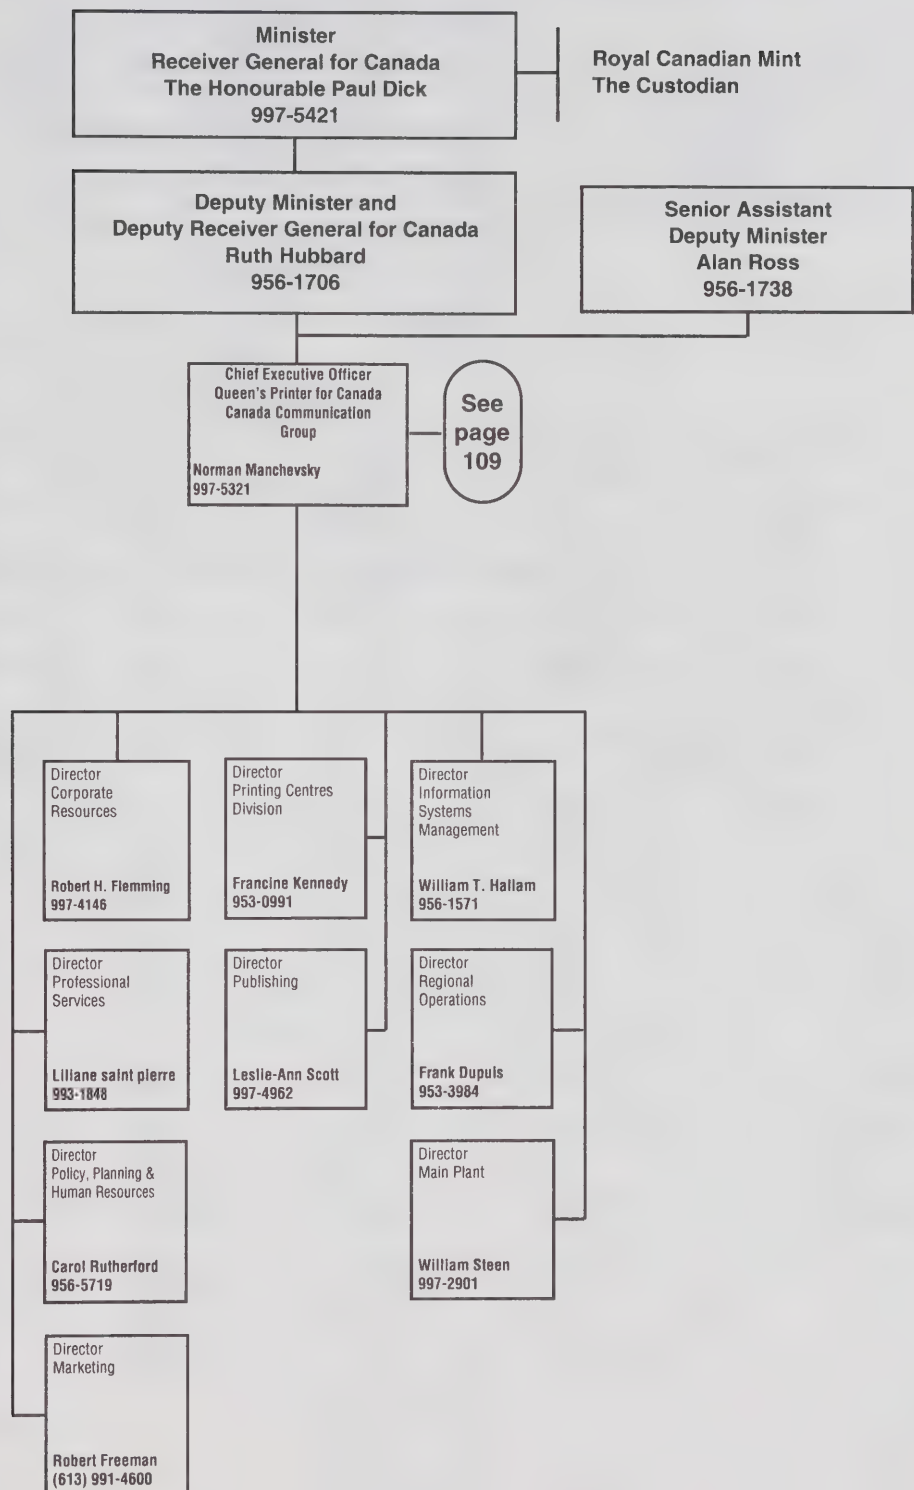 Minister
Receiver General for Canada
The Honourable Paul Dick
997-5421
Royal Canadian Mint
The Custodian
Deputy Minister and
Deputy Receiver General for Canada
Ruth Hubbard
956-1706
Senior Assistant
Deputy Minister
Alan Ross
956-1738
Chief Executive Officer
Queen's Printer for Canada
Canada Communication
Group
Norman Manchevsky
997-5321
See
page
109
Director
Corporate
Resources
Robert H. Flemming
997-4146
Director
Printing Centres
Division
Francine Kennedy
953-0991
Director
Information
Systems
Management
William T. Hallam
956-1571
Director
Professional
Services
Liliane saint pierre
993-1848
Director
Publishing
Leslie-Ann Scott
997-4962
Director
Regional
Operations
Frank Dupuis
953-3984
Director
Policy, Planning &
Human Resources
Carol Rutherford
956-5719
Director
Main Plant
William Steen
997-2901
Director
Marketing
Robert Freeman
(613) 991-4600